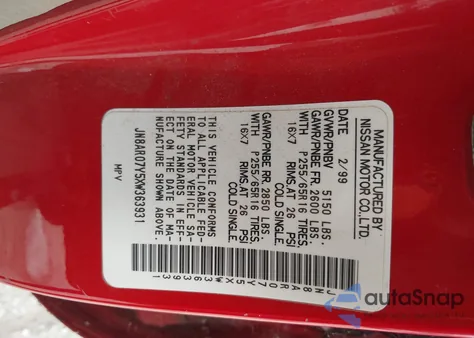 MANUFACTURED BY
NISSAN MOTOR CO.,LTD.
DATE 2/99
GVWR/PNBV 5150 LBS.
GAWR/PNBE FR. 2600 LBS.
WITH P255/65R16 TIRES,
16X7 RIMS,AT 26 PSI
COLD SINGLE.
GAWR/PNBE RR. 2950 LBS.
WITH P255/65R16 TIRES,
16X7 RIMS,AT 26 PSI
COLD SINGLE.
THIS VEHICLE CONFORMS
TO ALL APPLICABLE FED-
ERAL MOTOR VEHICLE SA-
FETY STANDARDS IN EFF-
ECT ON THE DATE OF MA-
NUFACTURE SHOWN ABOVE.
JN8AR07Y5XW363931
MPV
JN8AR07Y5XW363931
autoSnap